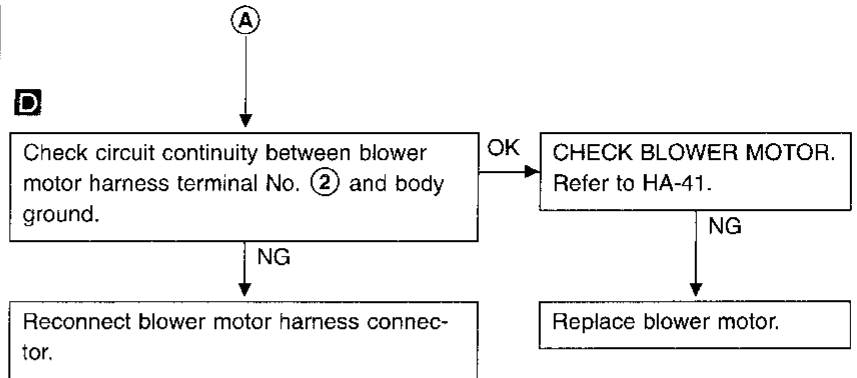 A
D
Check circuit continuity between blower
motor harness terminal No. ② and body
ground.
OK
CHECK BLOWER MOTOR.
Refer to HA-41.
NG
NG
Reconnect blower motor harness connec-
tor.
Replace blower motor.